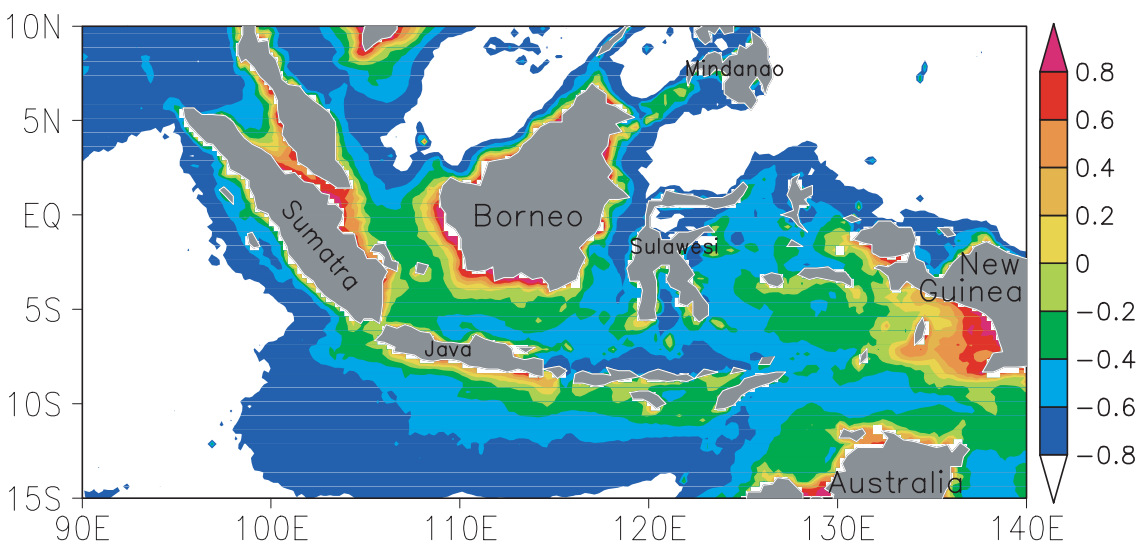 10N
5N
EQ
5S
10S
15S
90E
100E
110E
120E
130E
140E
Mindanao
Sumatra
Borneo
Sulawesi
New
Guinea
Java
Australia
0.8
0.6
0.4
0.2
0
−0.2
−0.4
−0.6
−0.8